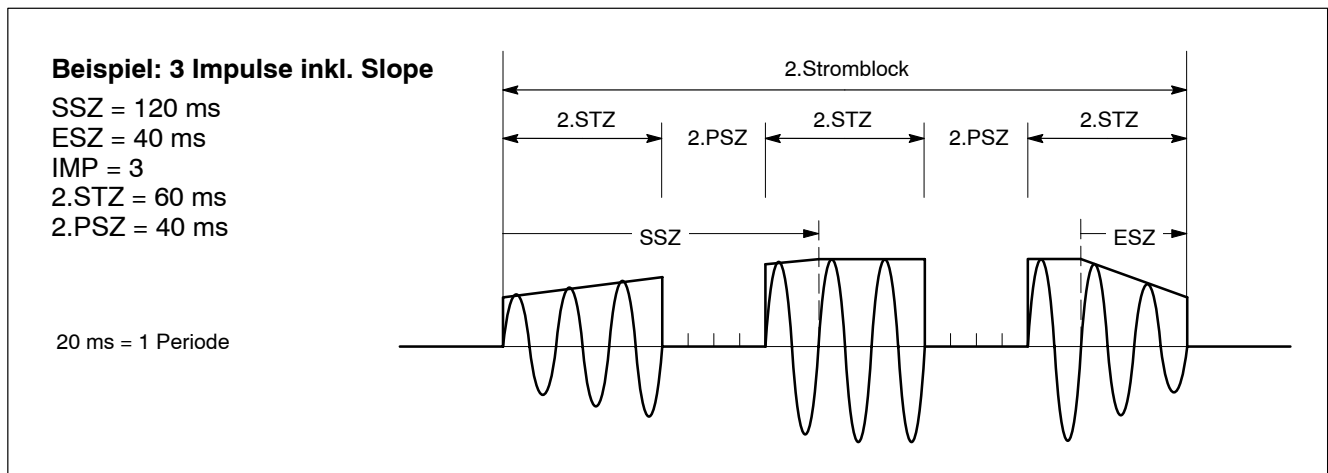 Beispiel: 3 Impulse inkl. Slope
SSZ = 120 ms
ESZ = 40 ms
IMP = 3
2.STZ = 60 ms
2.PSZ = 40 ms
20 ms = 1 Periode
2.Stromblock
2.STZ
2.PSZ
2.STZ
2.PSZ
2.STZ
SSZ
ESZ